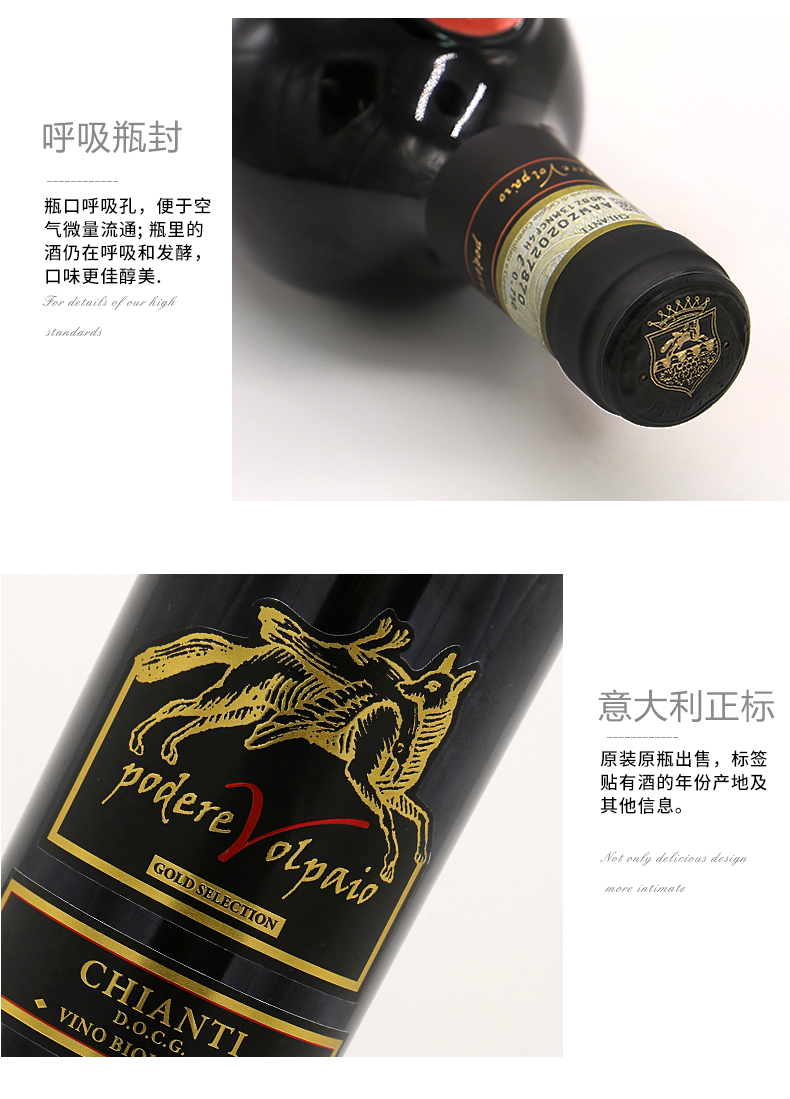 呼吸瓶封
瓶口呼吸孔，便于空
气微量流通; 瓶里的
酒仍在呼吸和发酵，
口味更佳醇美.
For details of our high
standards
podere Volpaio
CHIANTI
podere Volpaio
GOLD SELECTION
CHIANTI
D.O.C.G.
意大利正标
原装原瓶出售，标签
贴有酒的年份产地及
其他信息。
Not only delicious design
more intimate